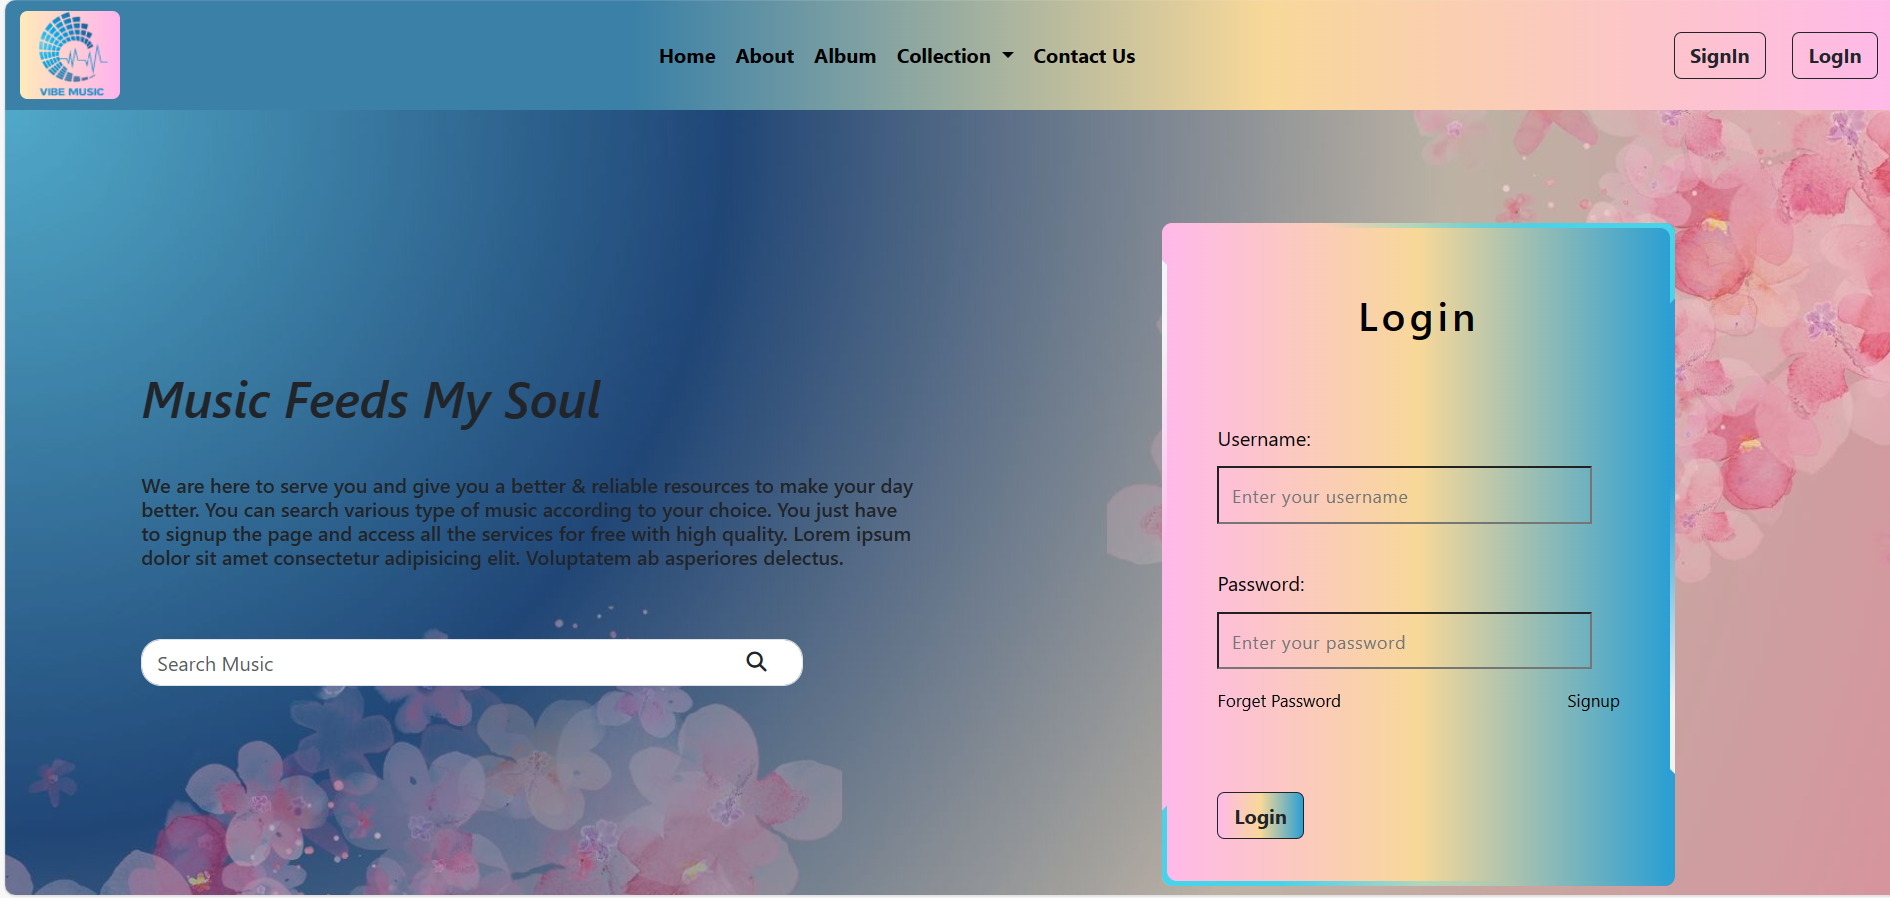 VIBE MUSIC
Home About Album Collection Contact Us
SignIn LogIn
Music Feeds My Soul
We are here to serve you and give you a better & reliable resources to make your day
better. You can search various type of music according to your choice. You just have
to signup the page and access all the services for free with high quality. Lorem ipsum
dolor sit amet consectetur adipisicing elit. Voluptatem ab asperiores delectus.
Search Music
Login
Username:
Enter your username
Password:
Enter your password
Forget Password Signup
Login